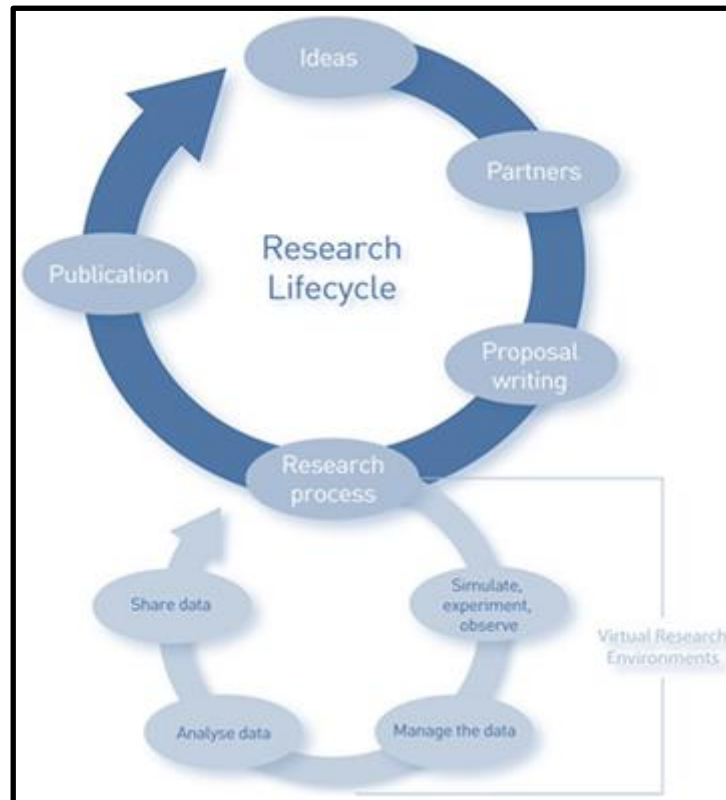 Ideas
Partners
Research
Lifecycle
Publication
Proposal
writing
Research
process
Share data
Simulate,
experiment,
observe
Virtual Research
Environments
Analyse data
Manage the data